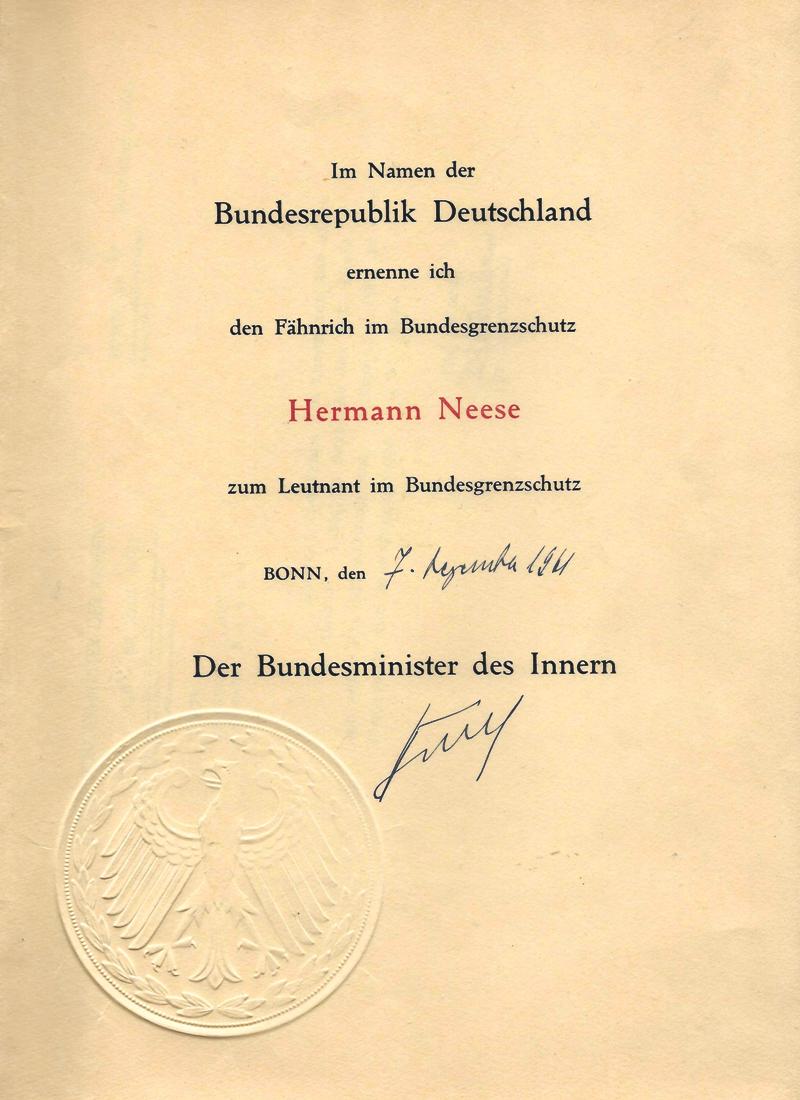 Im Namen der
Bundesrepublik Deutschland
ernenne ich
den Fähnrich im Bundesgrenzschutz
Hermann Neese
zum Leutnant im Bundesgrenzschutz
BONN, den 7. Dezember
Der Bundesminister des Innern